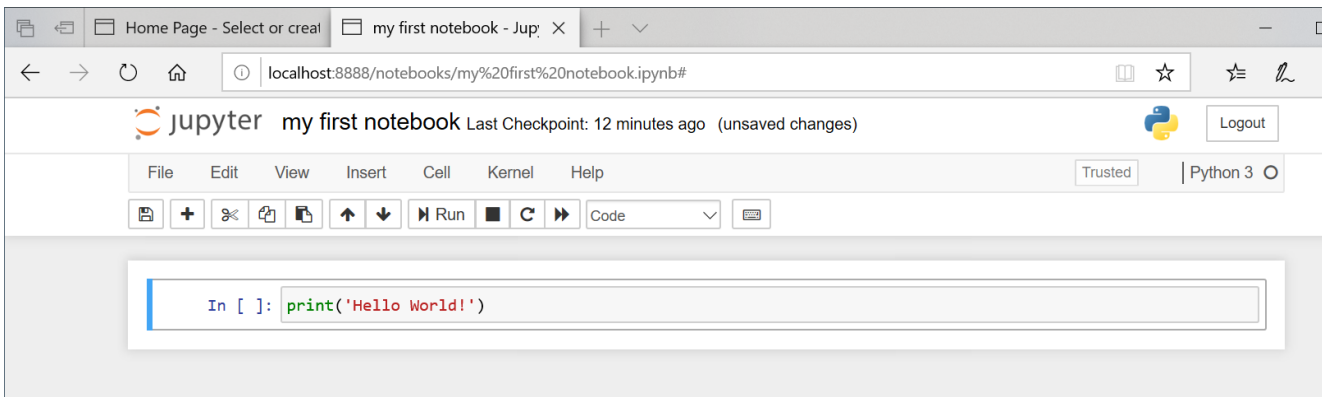 Home Page - Select or creat
my first notebook - Jup
localhost:8888/notebooks/my%20first%20notebook.ipynb#
jupyter my first notebook Last Checkpoint: 12 minutes ago (unsaved changes)
Logout
File Edit View Insert Cell Kernel Help
Trusted
Python 3
Run
Code
In [ ]: print('Hello World!')